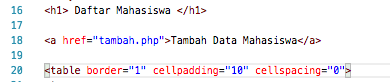 16 <h1> Daftar Mahasiswa </h1>
17
18 <a href="tambah.php">Tambah Data Mahasiswa</a>
19
20 <table border="1" cellpadding="10" cellspacing="0">